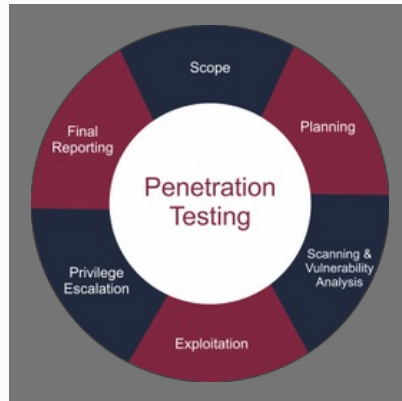 Scope
Planning
Scanning &
Vulnerability
Analysis
Exploitation
Privilege
Escalation
Final
Reporting
Penetration
Testing